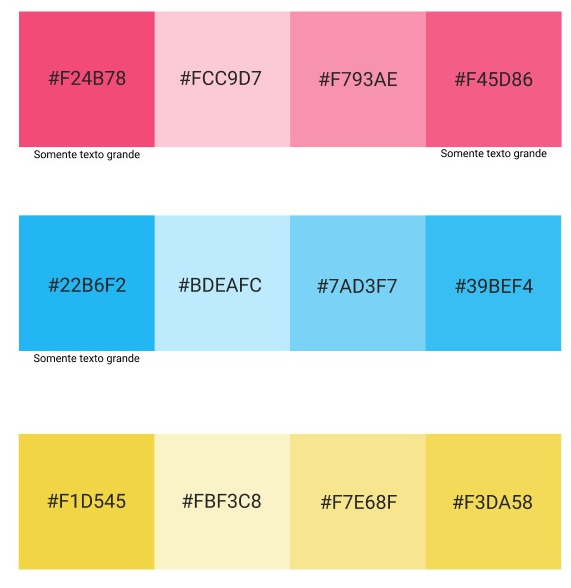 #F24B78
#FCC9D7
#F793AE
#F45D86
Somente texto grande
Somente texto grande
#22B6F2
#BDEAFC
#7AD3F7
#39BEF4
Somente texto grande
#F1D545
#FBF3C8
#F7E68F
#F3DA58